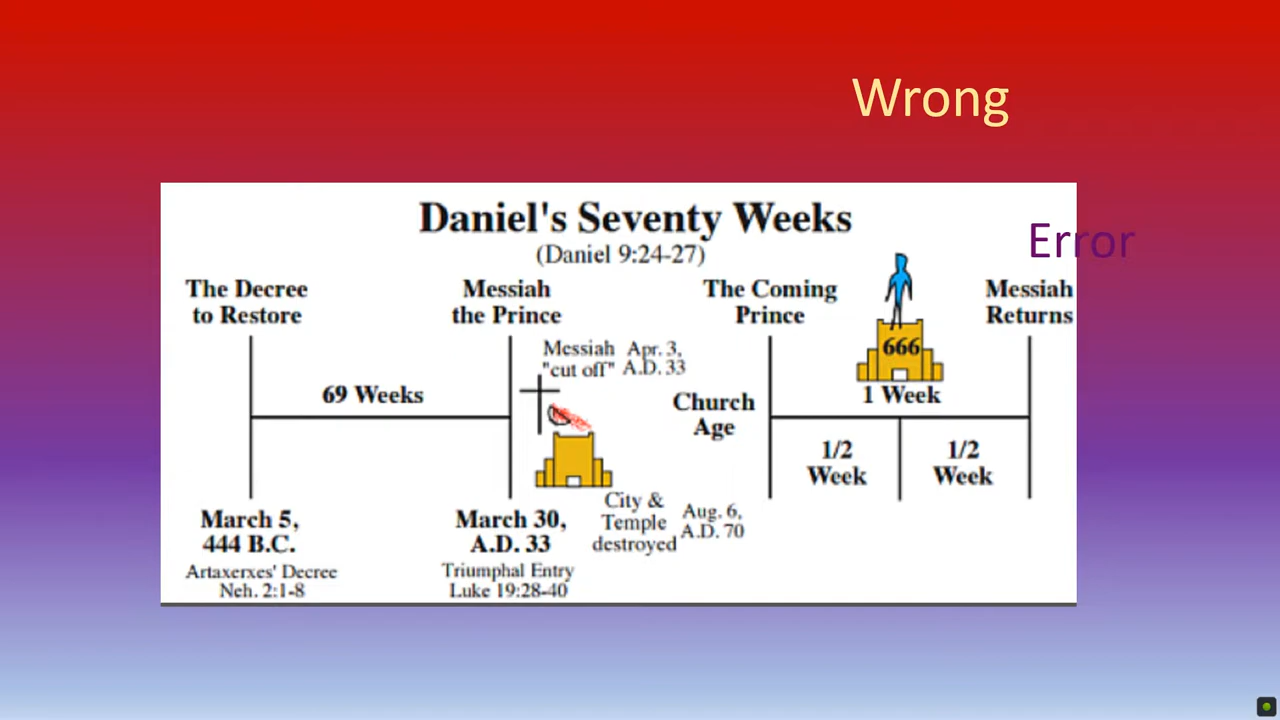 Wrong
Error
Daniel's Seventy Weeks
(Daniel 9:24-27)
The Decree
to Restore
Messiah
the Prince
The Coming
Prince
Messiah
Returns
666
Messiah
"cut off"
Apr. 3,
A.D. 33
69 Weeks
Church
Age
1 Week
1/2
Week
1/2
Week
City &
Temple
destroyed
Aug. 6,
A.D. 70
March 5,
444 B.C.
Artaxerxes' Decree
Neh. 2:1-8
March 30,
A.D. 33
Triumphal Entry
Luke 19:28-40